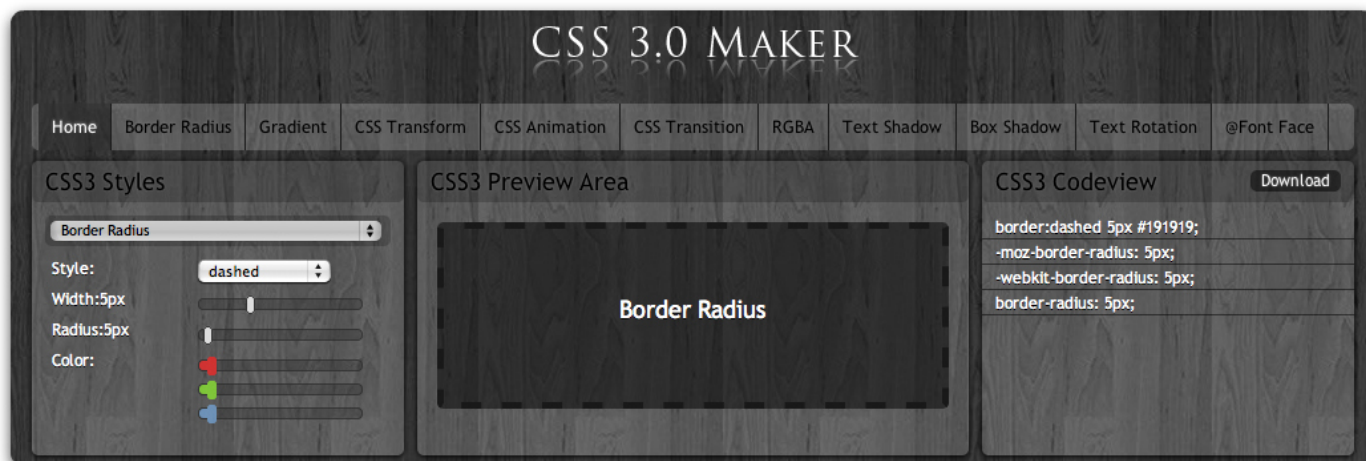 CSS 3.0 MAKER
Home Border Radius Gradient CSS Transform CSS Animation CSS Transition RGBA Text Shadow Box Shadow Text Rotation @Font Face
CSS3 Styles
Border Radius
Style: dashed
Width:5px
Radius:5px
Color:
CSS3 Preview Area
Border Radius
CSS3 Codeview Download
border:dashed 5px #191919;
-moz-border-radius: 5px;
-webkit-border-radius: 5px;
border-radius: 5px;